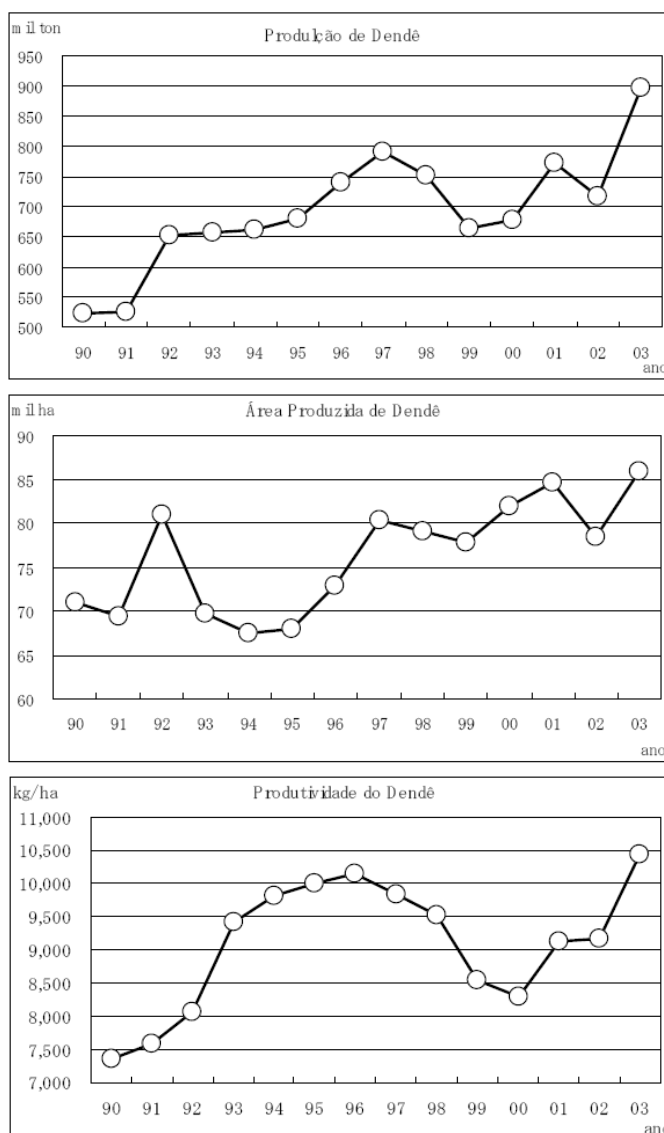 mil ton
Produlção de Dendê
950
900
850
800
750
700
650
600
550
500
90 91 92 93 94 95 96 97 98 99 00 01 02 03
ano
mil ha
Área Produzida de Dendê
90
85
80
75
70
65
60
90 91 92 93 94 95 96 97 98 99 00 01 02 03
ano
kg/ha
Produtividade do Dendê
11,000
10,500
10,000
9,500
9,000
8,500
8,000
7,500
7,000
90 91 92 93 94 95 96 97 98 99 00 01 02 03
ano